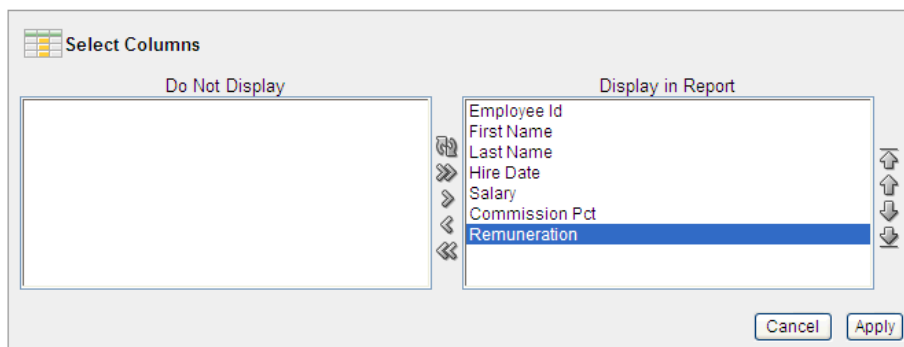 Select Columns
Do Not Display
Display in Report
Employee Id
First Name
Last Name
Hire Date
Salary
Commission Pct
Remuneration
Cancel
Apply